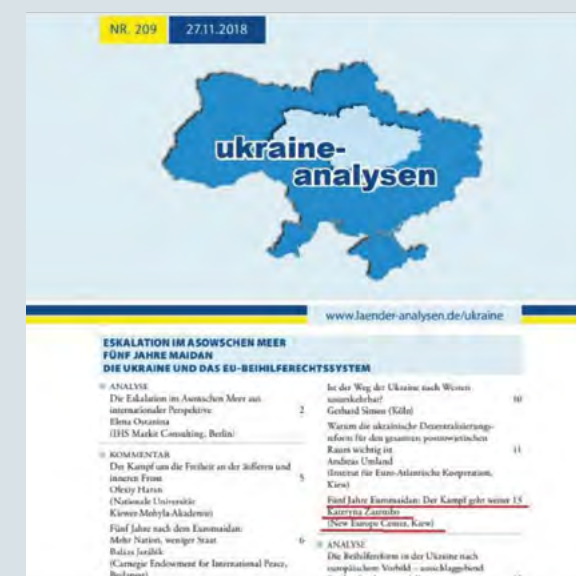 NR. 209
27.11.2018
ukraine-
analysen
www.laender-analysen.de/ukraine
ESKALATION IM ASOWSCHEN MEER
FÜNF JAHRE MAIDAN
DIE UKRAINE UND DAS EU-BEIHILFERECHTSSYSTEM
ANALYSE
Die Eskalation im Asowschen Meer aus
internationaler Perspektive 2
Elena Ostanina
(IHS Markit Consulting, Berlin)
KOMMENTAR
Der Kampf um die Freiheit an der äußeren und
inneren Front 5
Olexiy Haran
(Nationale Universität
Kiewer-Mohyla-Akademie)
Fünf Jahre nach dem Euromaidan:
Mehr Nation, weniger Staat 6
Balázs Jarábik
(Carnegie Endowment for International Peace,
Budapest)
Ist der Weg der Ukraine nach Westen
unumkehrbar? 10
Gerhard Simon (Köln)
Warum die ukrainische Dezentralisierungs-
reform für den gesamten postsowjetischen
Raum wichtig ist 11
Andreas Umland
(Institut für Euro-Atlantische Kooperation,
Kiew)
Fünf Jahre Euromaidan: Der Kampf geht weiter 13
Kateryna Zarembo
(New Europe Center, Kiew)
ANALYSE
Die Beihilfereform in der Ukraine nach
europäischem Vorbild – ausschlaggebend